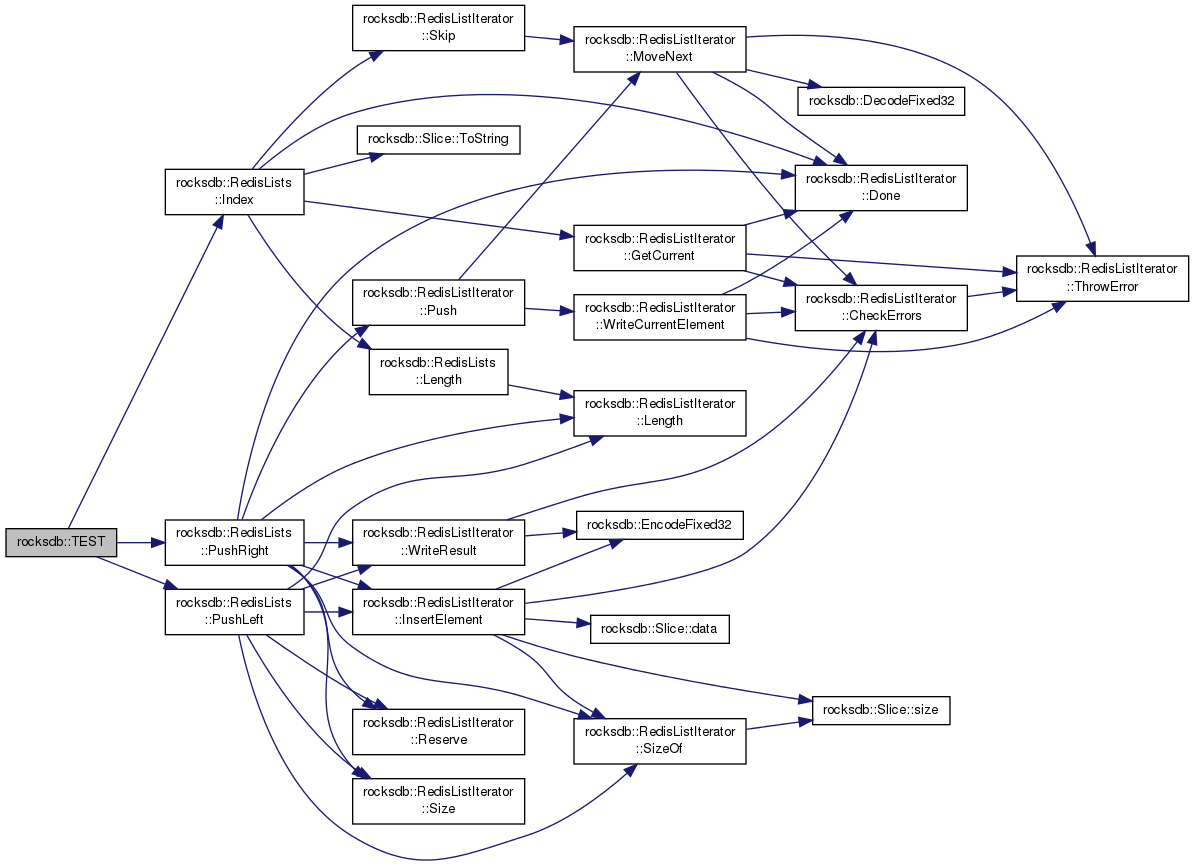 rocksdb::TEST
rocksdb::RedisLists
::Index
rocksdb::RedisLists
::PushRight
rocksdb::RedisLists
::PushLeft
rocksdb::RedisListIterator
::Skip
rocksdb::Slice::ToString
rocksdb::RedisListIterator
::Push
rocksdb::RedisLists
::Length
rocksdb::RedisListIterator
::WriteResult
rocksdb::RedisListIterator
::InsertElement
rocksdb::RedisListIterator
::Reserve
rocksdb::RedisListIterator
::Size
rocksdb::RedisListIterator
::MoveNext
rocksdb::RedisListIterator
::GetCurrent
rocksdb::RedisListIterator
::WriteCurrentElement
rocksdb::RedisListIterator
::Length
rocksdb::EncodeFixed32
rocksdb::Slice::data
rocksdb::RedisListIterator
::SizeOf
rocksdb::DecodeFixed32
rocksdb::RedisListIterator
::Done
rocksdb::RedisListIterator
::CheckErrors
rocksdb::Slice::size
rocksdb::RedisListIterator
::ThrowError